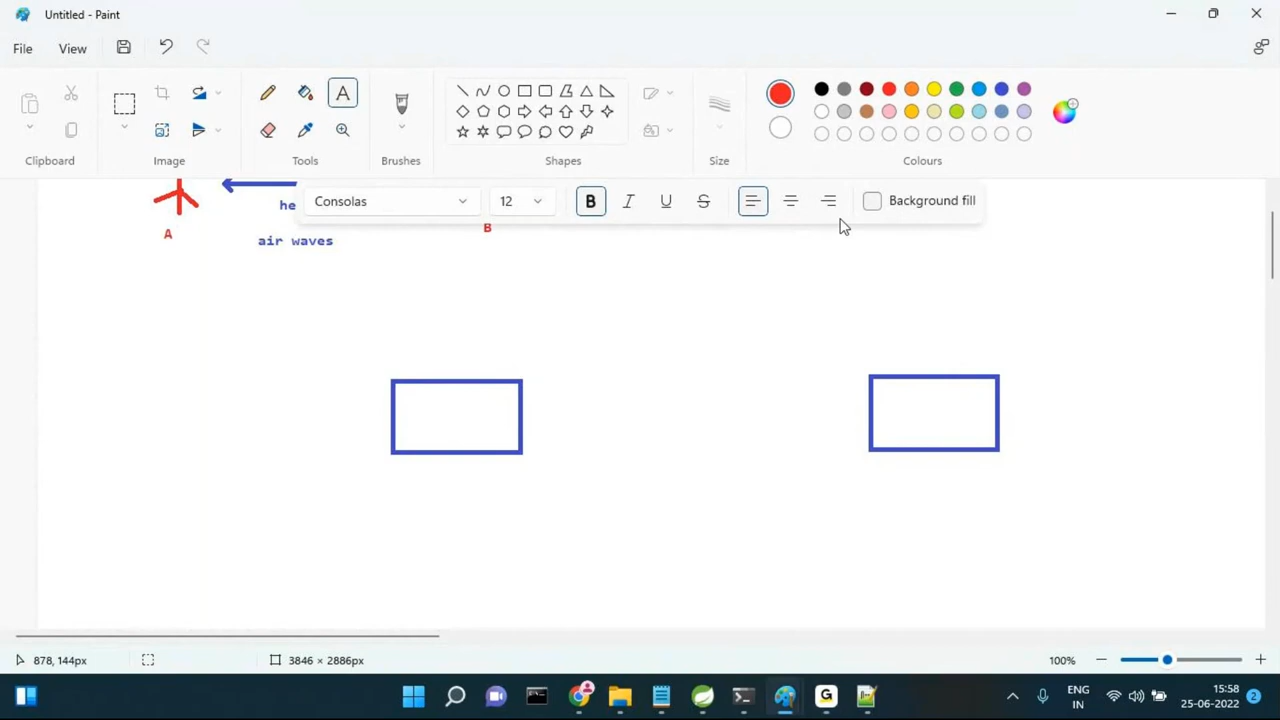 Untitled - Paint
File View
Clipboard Image Tools Brushes Shapes Size Colours
Consolas 12 B I U S Background fill
he
B
A
air waves
878, 144px 3846 × 2886px 100%
ENG 15:58
IN 25-06-2022 2